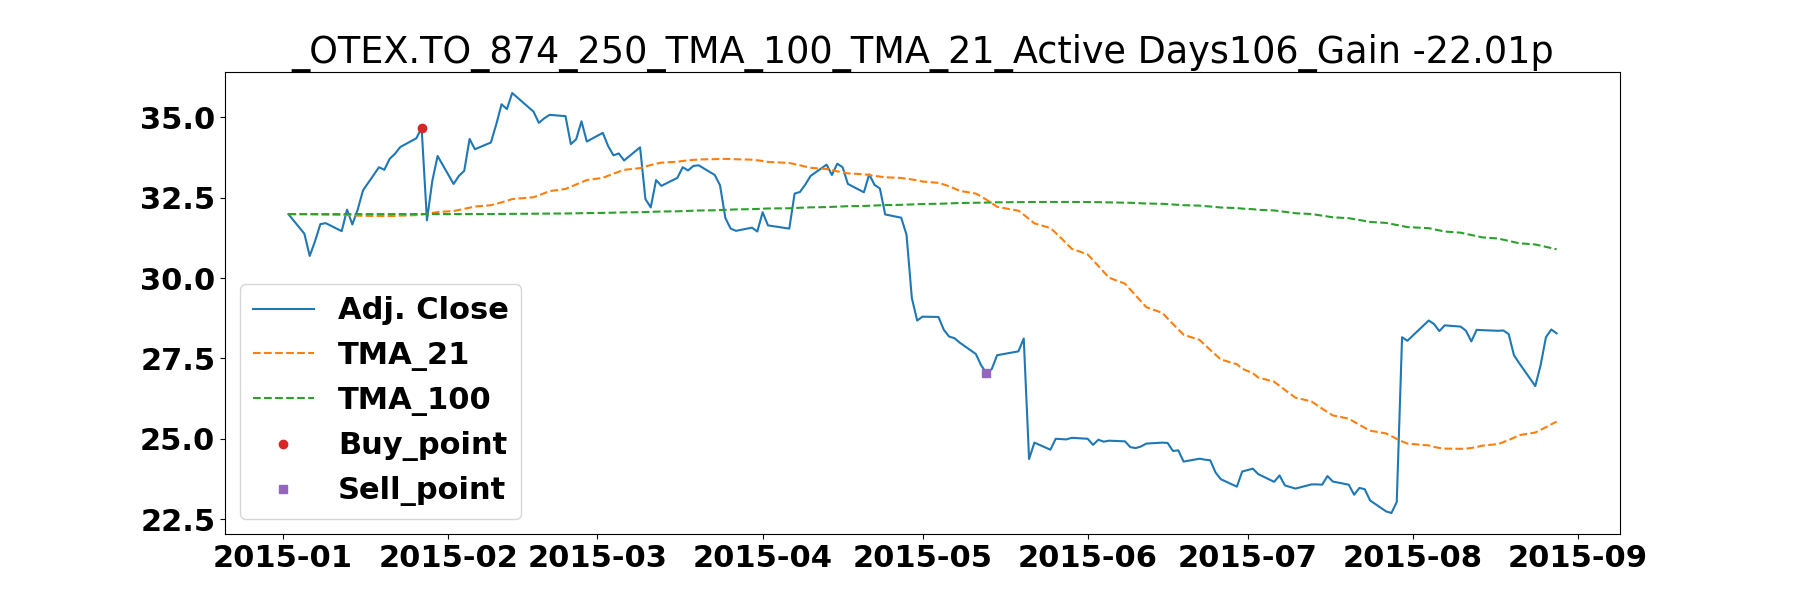 _OTEX.TO_874_250_TMA_100_TMA_21_Active Days106_Gain -22.01p
35.0
32.5
30.0
27.5
25.0
22.5
Adj. Close
TMA_21
TMA_100
Buy_point
Sell_point
2015-01 2015-02 2015-03 2015-04 2015-05 2015-06 2015-07 2015-08 2015-09